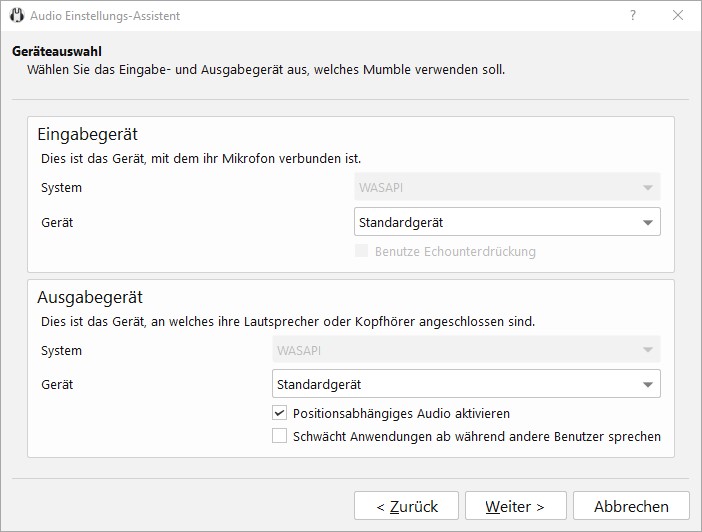 Audio Einstellungs-Assistent
?
Geräteauswahl
Wählen Sie das Eingabe- und Ausgabegerät aus, welches Mumble verwenden soll.
Eingabegerät
Dies ist das Gerät, mit dem ihr Mikrofon verbunden ist.
System WASAPI
Gerät Standardgerät
Benutze Echounterdrückung
Ausgabegerät
Dies ist das Gerät, an welches ihre Lautsprecher oder Kopfhörer angeschlossen sind.
System WASAPI
Gerät Standardgerät
Positionsabhängiges Audio aktivieren
Schwächt Anwendungen ab während andere Benutzer sprechen
< Zurück Weiter > Abbrechen